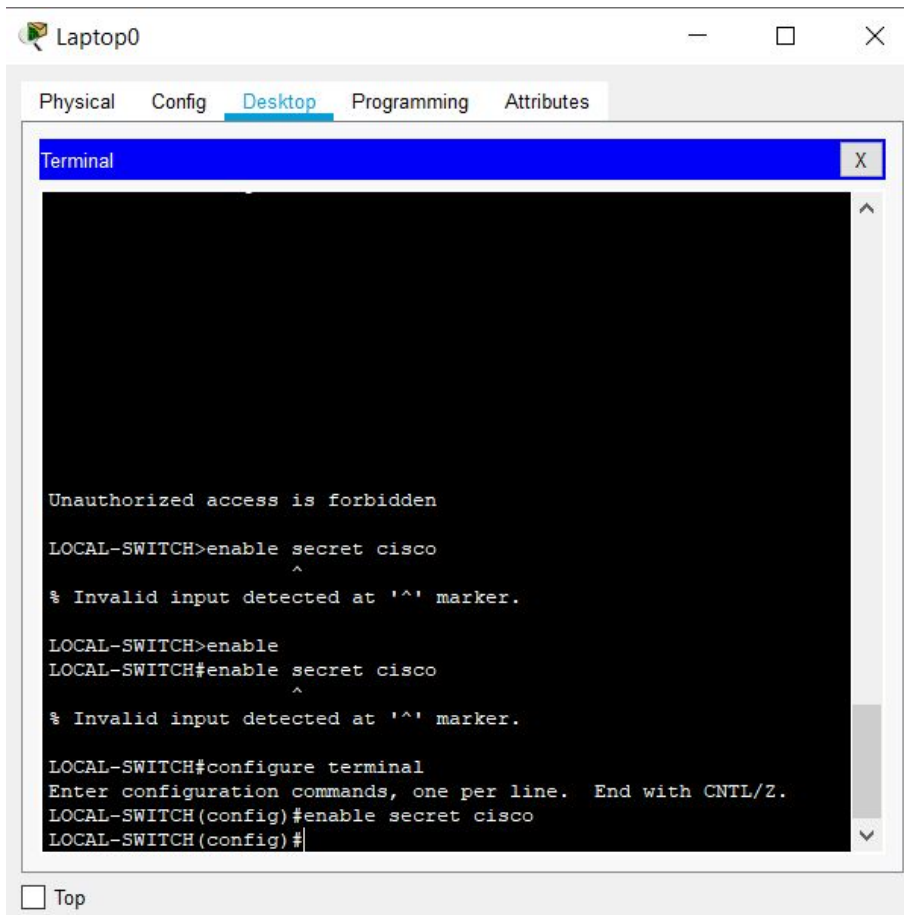 Laptop0
Physical Config Desktop Programming Attributes
Terminal
X
Unauthorized access is forbidden
LOCAL-SWITCH>enable secret cisco
^
% Invalid input detected at '^' marker.
LOCAL-SWITCH>enable
LOCAL-SWITCH#enable secret cisco
^
% Invalid input detected at '^' marker.
LOCAL-SWITCH#configure terminal
Enter configuration commands, one per line.  End with CNTL/Z.
LOCAL-SWITCH(config)#enable secret cisco
LOCAL-SWITCH(config)#
Top